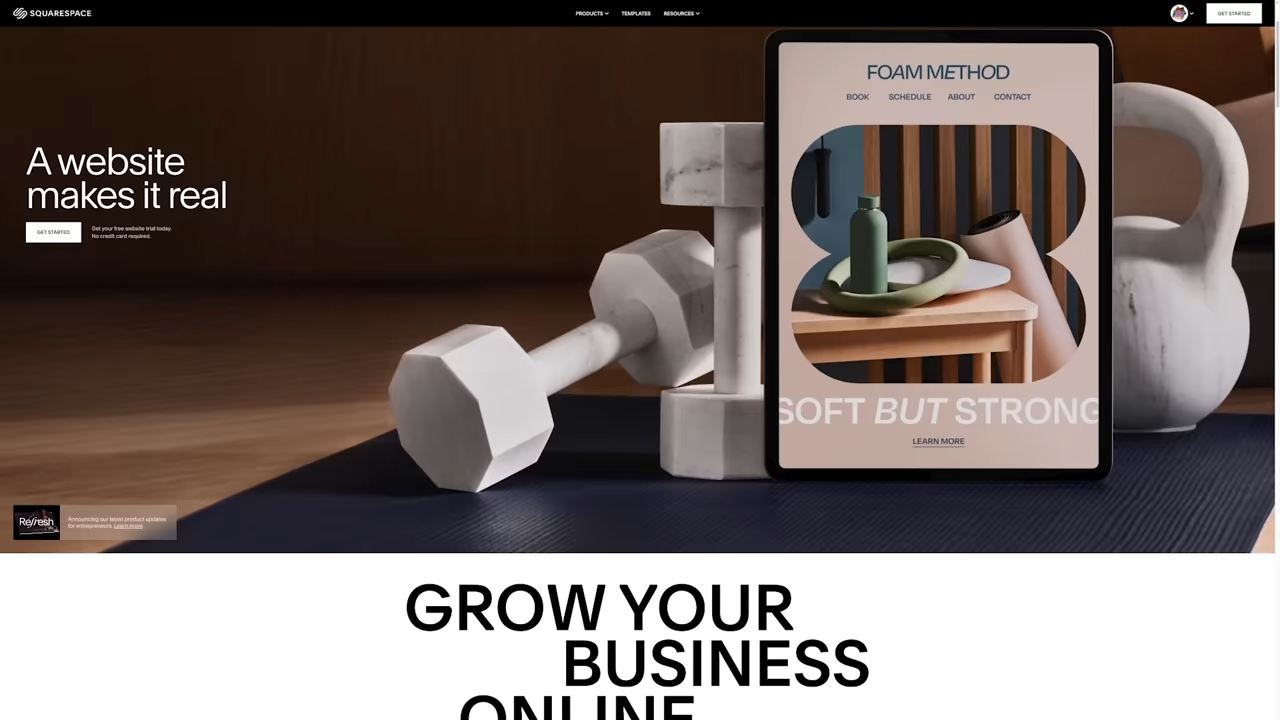 SQUARESPACE
PRODUCTS
TEMPLATES
RESOURCES
GET STARTED
A website
makes it real
GET STARTED
Get your free website trial today.
No credit card required.
FOAM METHOD
BOOK
SCHEDULE
ABOUT
CONTACT
SOFT BUT STRONG
LEARN MORE
Refresh
Announcing our latest product updates
for entrepreneurs. Learn more.
GROW YOUR
BUSINESS
ONLINE